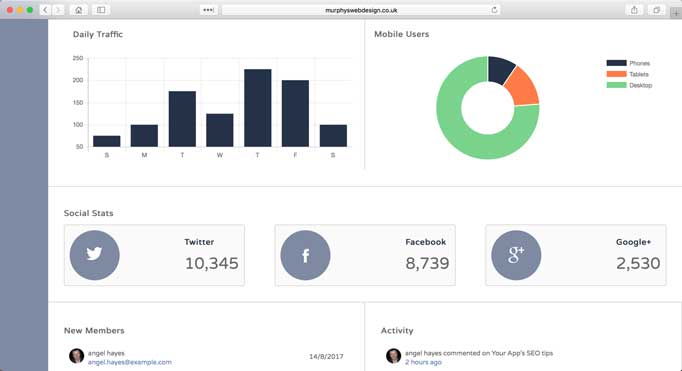 murphyswebdesign.co.uk
Daily Traffic
250
200
150
100
50
S M T W T F S
Mobile Users
Phones
Tablets
Desktop
Social Stats
Twitter
10,345
f
Facebook
8,739
g+
Google+
2,530
New Members
angel hayes
angel.hayes@example.com
14/8/2017
Activity
angel hayes commented on Your App's SEO tips
2 hours ago